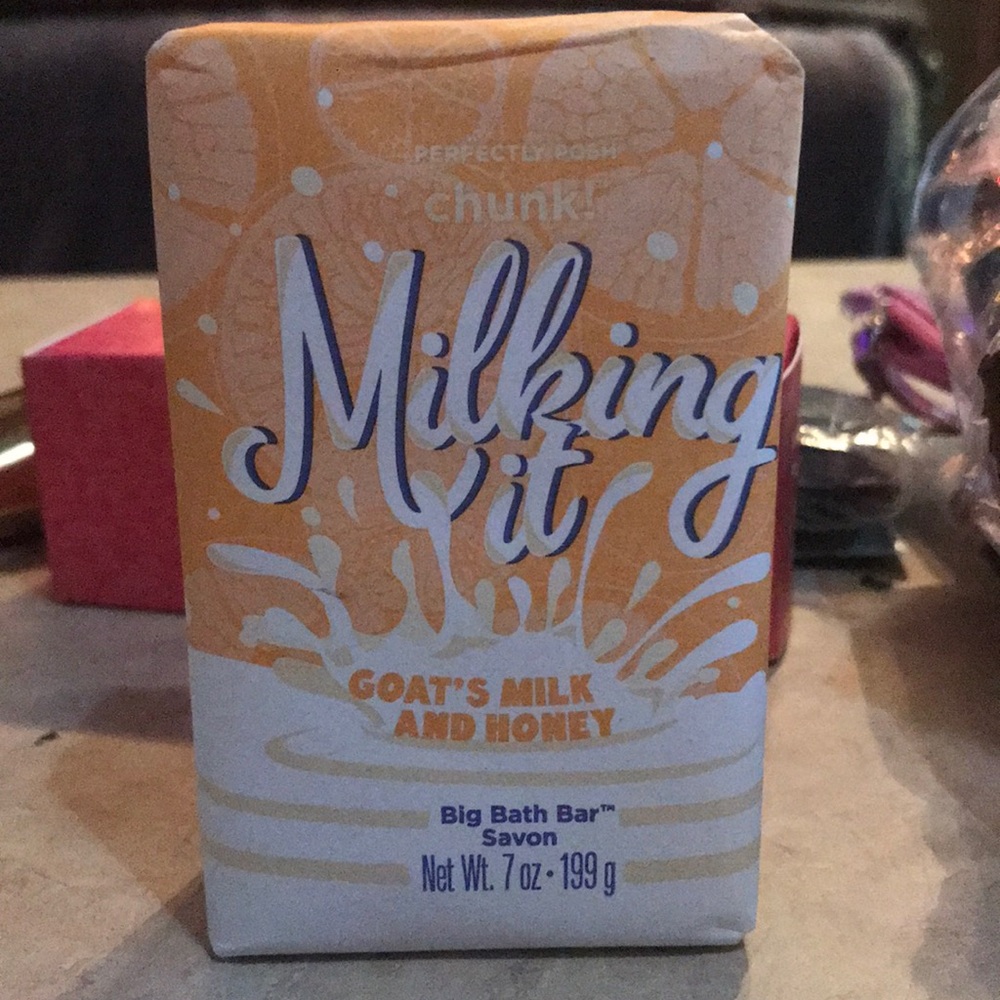 PERFECTLY POSH
chunk!
Milking
it
GOAT'S MILK
AND HONEY
Big Bath Bar™
Savon
Net Wt. 7 oz • 199 g